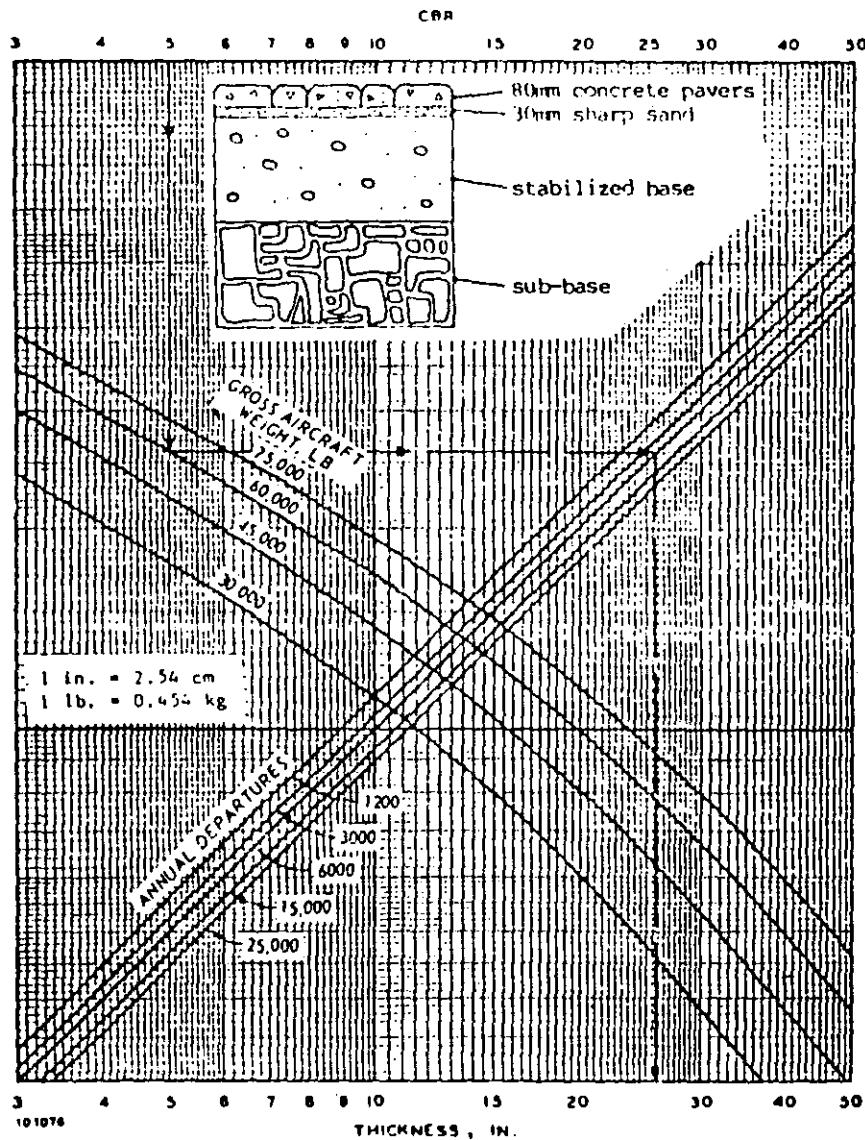 CBR
3 4 5 6 7 8 9 10 15 20 25 30 40 50
80mm concrete pavers
30mm sharp sand
stabilized base
sub-base
GROSS AIRCRAFT
WEIGHT, LB
75,000
60,000
45,000
30,000
1 in. = 2.54 cm
1 lb. = 0.454 kg
ANNUAL DEPARTURES
1200
3000
6000
15,000
25,000
3 4 5 6 7 8 9 10 15 20 30 40 50
101076
THICKNESS, IN.